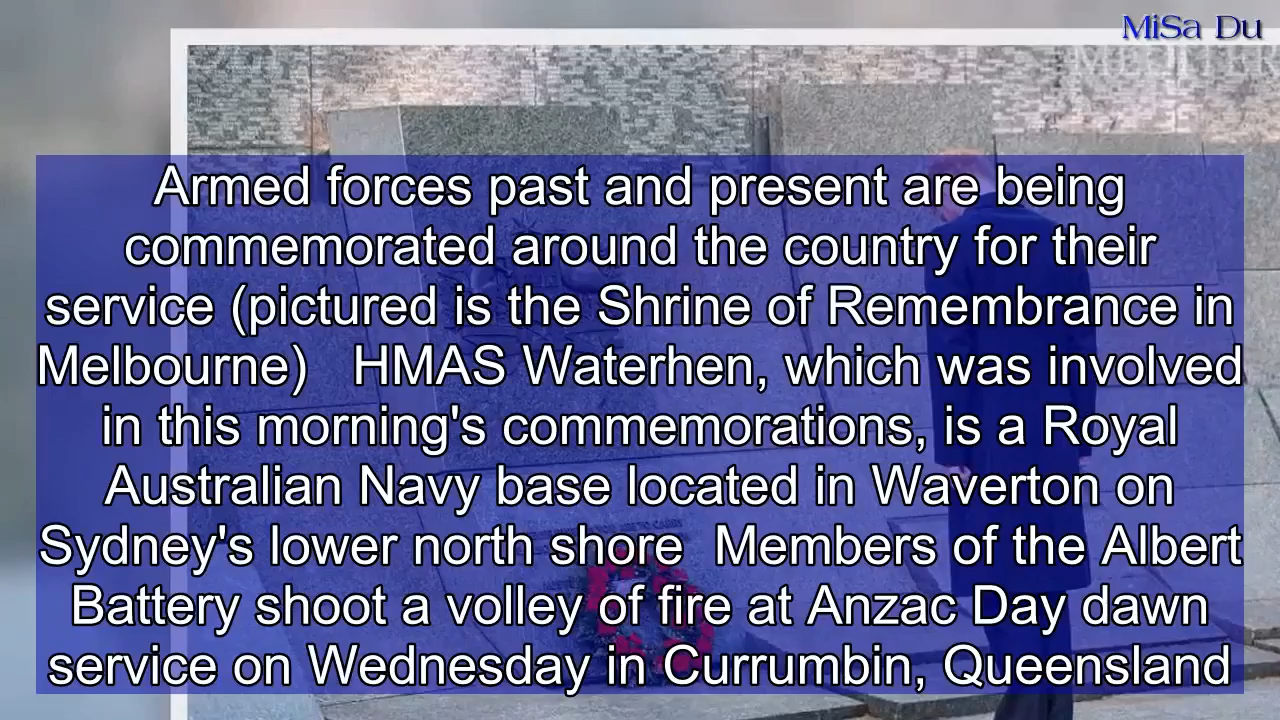 MiSa Du
Armed forces past and present are being
commemorated around the country for their
service (pictured is the Shrine of Remembrance in
Melbourne)   HMAS Waterhen, which was involved
in this morning's commemorations, is a Royal
Australian Navy base located in Waverton on
Sydney's lower north shore  Members of the Albert
Battery shoot a volley of fire at Anzac Day dawn
service on Wednesday in Currumbin, Queensland